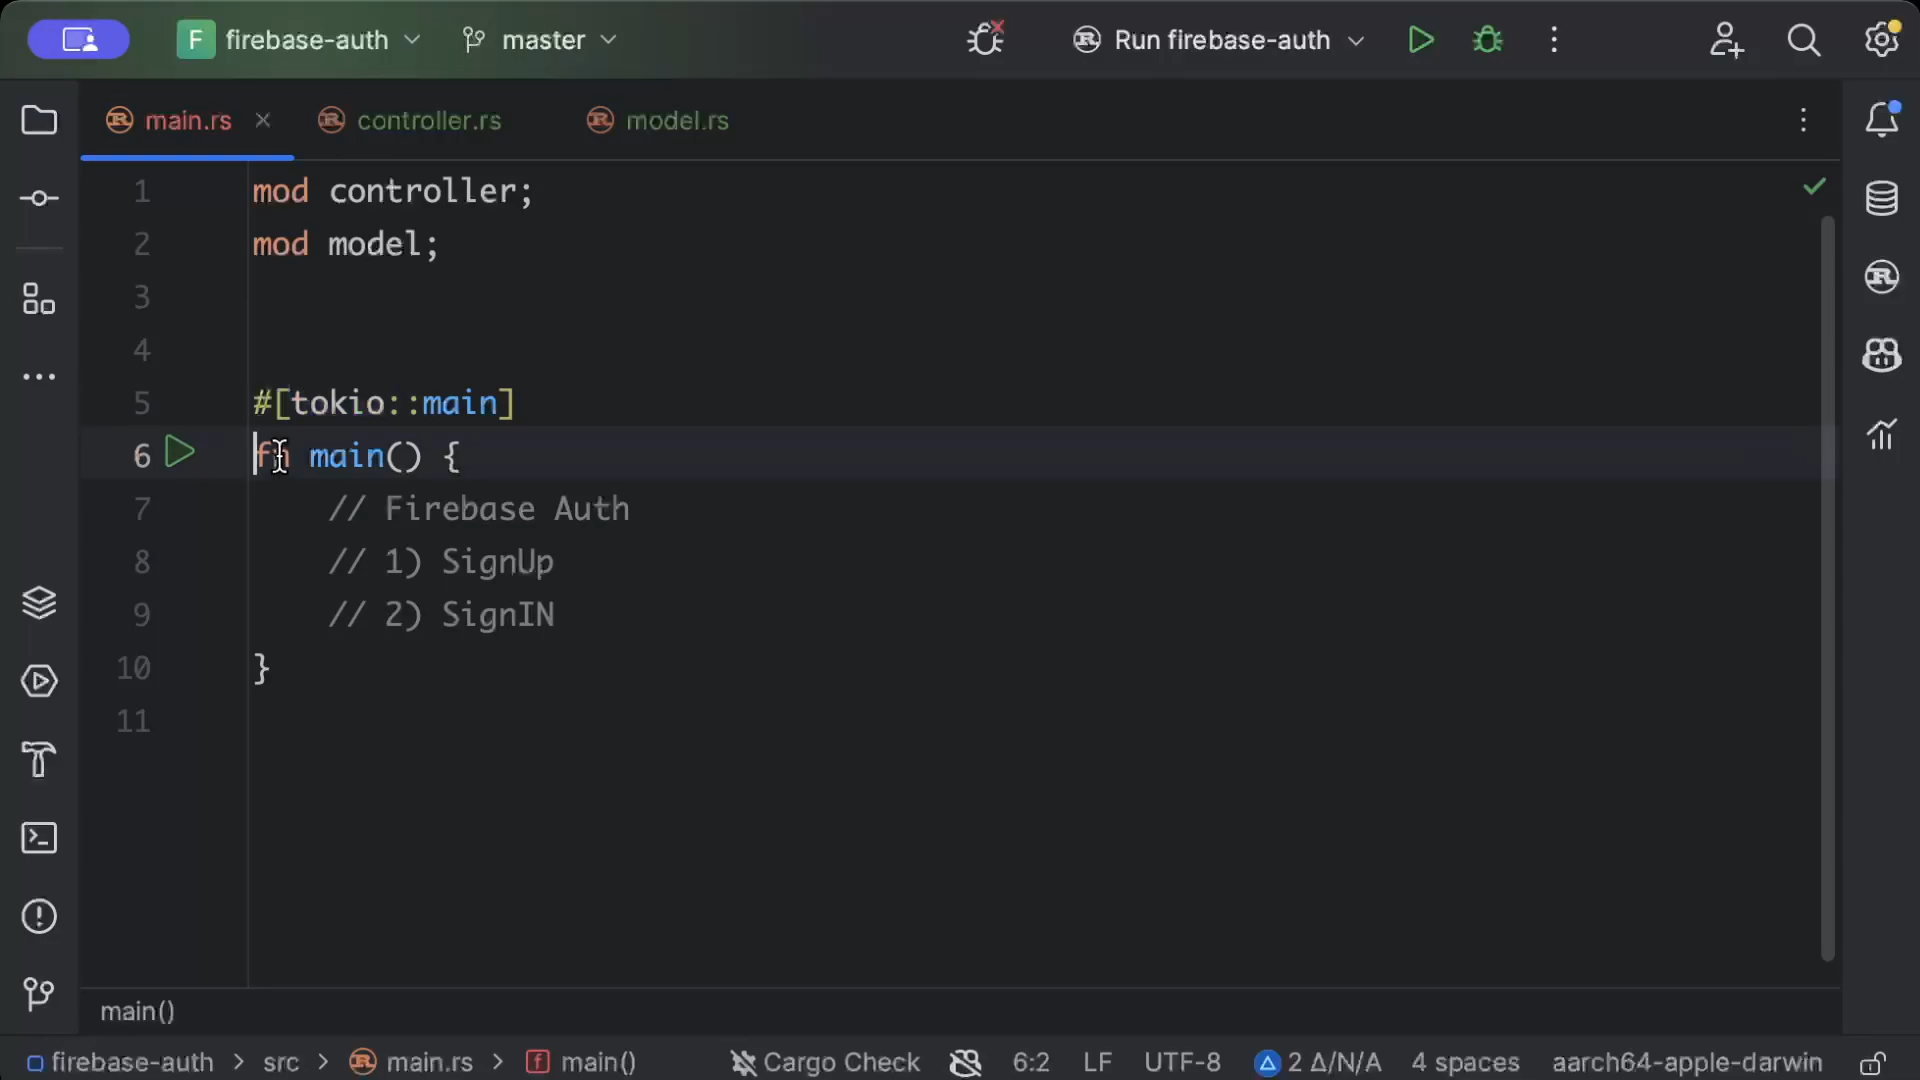 F firebase-auth master Run firebase-auth
main.rs controller.rs model.rs
1 mod controller;
2 mod model;
3
4
5 #[tokio::main]
6 fn main() {
7 // Firebase Auth
8 // 1) SignUp
9 // 2) SignIN
10 }
11
main()
firebase-auth > src > main.rs > main() Cargo Check 6:2 LF UTF-8 2 Δ/N/A 4 spaces aarch64-apple-darwin